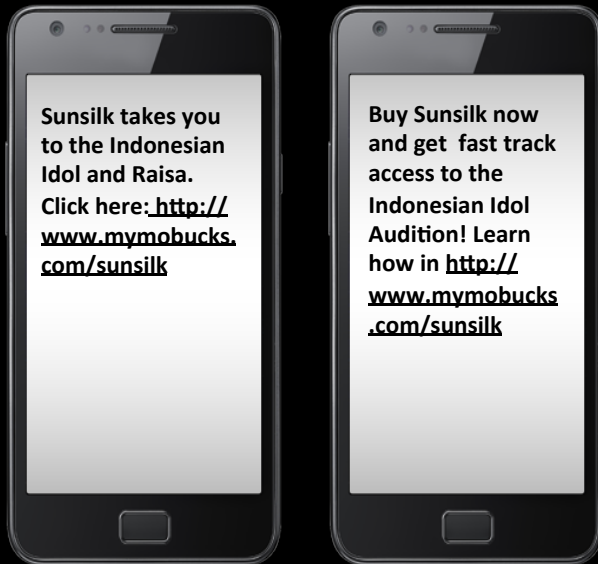 Sunsilk takes you
to the Indonesian
Idol and Raisa.
Click here: http://
www.mymobucks.
com/sunsilk
Buy Sunsilk now
and get fast track
access to the
Indonesian Idol
Audition! Learn
how in http://
www.mymobucks
.com/sunsilk